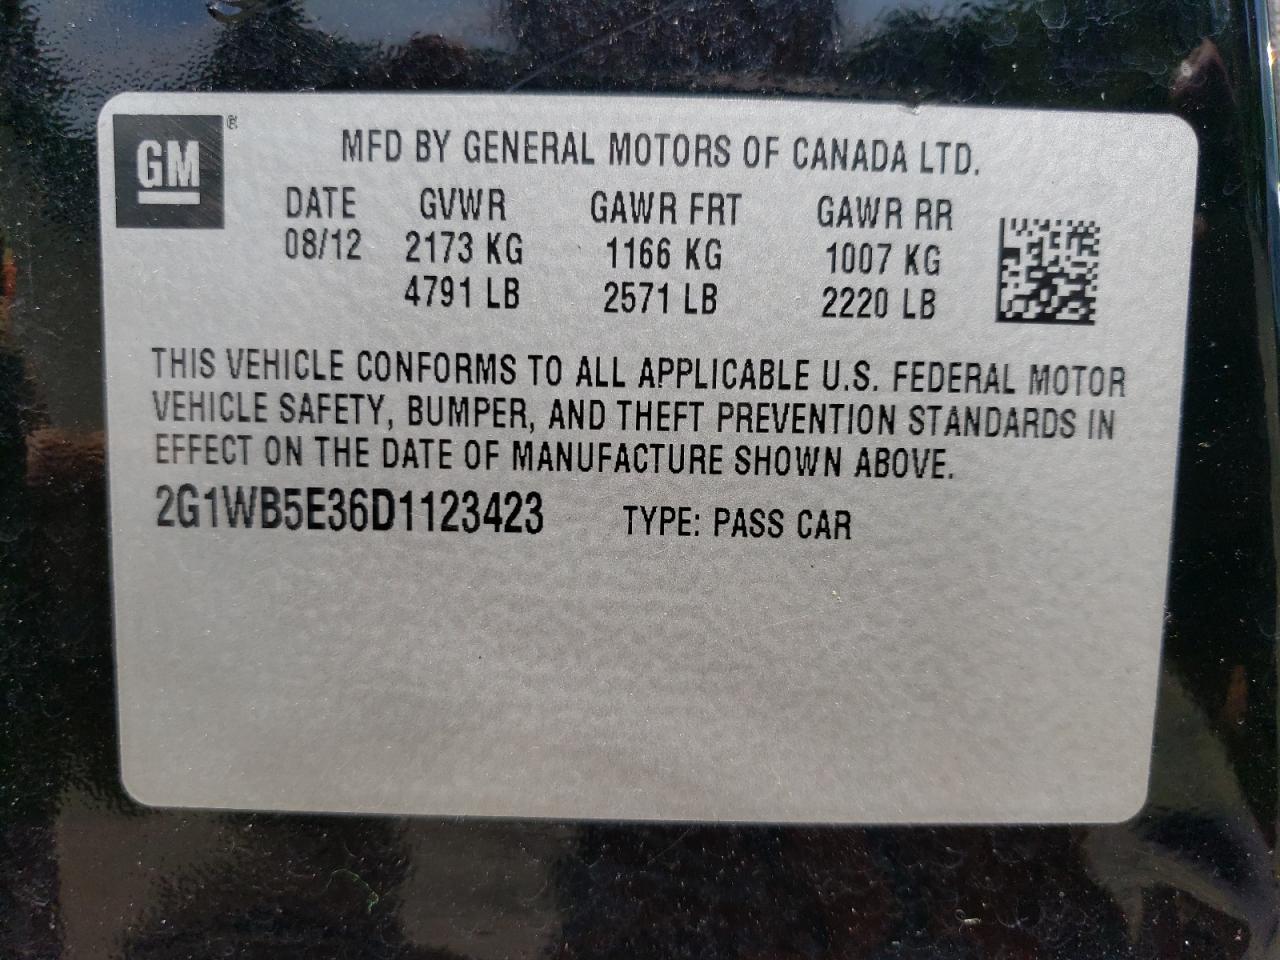 GM ®
MFD BY GENERAL MOTORS OF CANADA LTD.
DATE GVWR GAWR FRT GAWR RR
08/12 2173 KG 1166 KG 1007 KG
4791 LB 2571 LB 2220 LB
THIS VEHICLE CONFORMS TO ALL APPLICABLE U.S. FEDERAL MOTOR
VEHICLE SAFETY, BUMPER, AND THEFT PREVENTION STANDARDS IN
EFFECT ON THE DATE OF MANUFACTURE SHOWN ABOVE.
2G1WB5E36D1123423 TYPE: PASS CAR